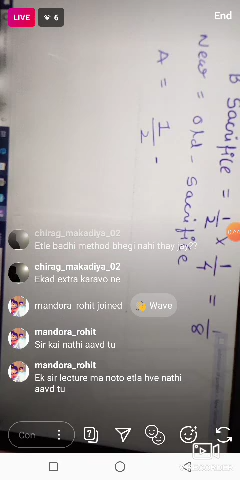 LIVE
6
End
B Sacrifice = 1/2 × 1/4 = 1/8
New = Old - Sacrifice
A = 1/2 -
chirag_makadiya_02
Etle badhi method bhegi nahi thay jay??
chirag_makadiya_02
Ekad extra karavo ne
mandora_rohit joined
Wave
mandora_rohit
Sir kai nathi aavd tu
mandora_rohit
Ek sir lecture ma noto etla hve nathi
aavd tu
Con